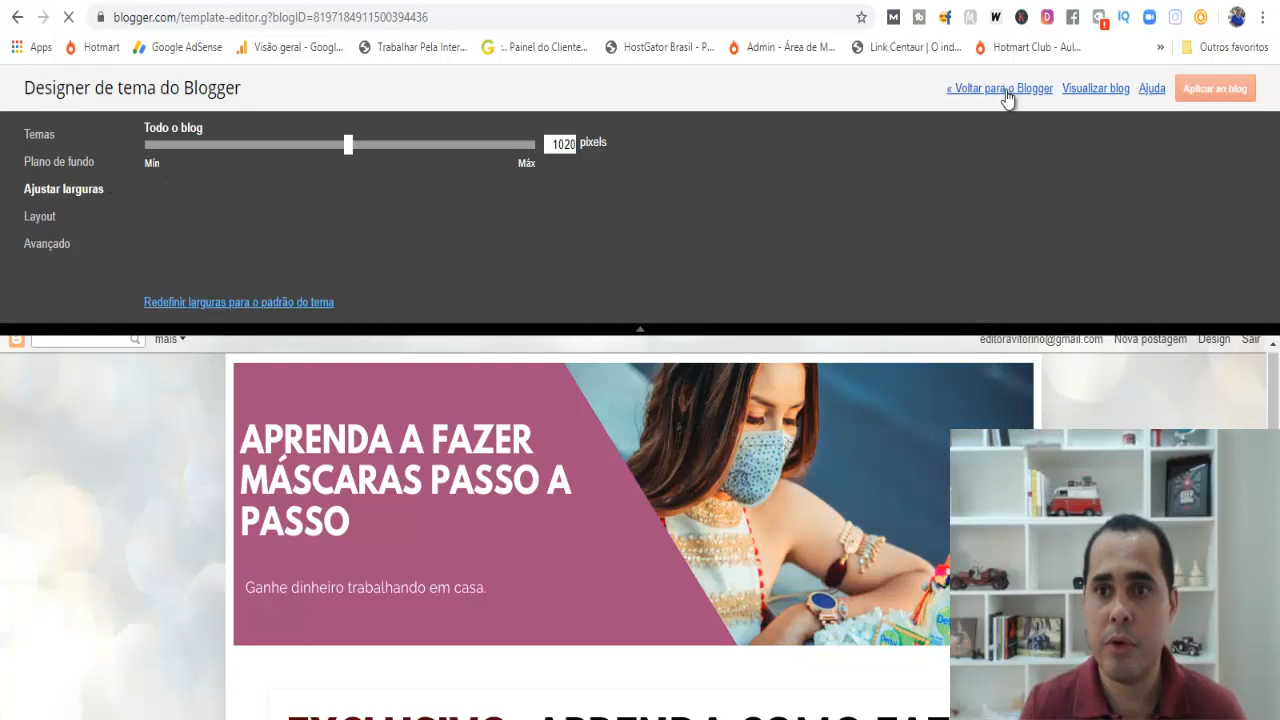 blogger.com/template-editor.g?blogID=8197184911500394436
Apps Hotmart Google AdSense Visão geral - Googl... Trabalhar Pela Inter... :.. Painel do Cliente... HostGator Brasil - P... Admin - Área de M... Link Centaur | O ind... Hotmart Club - Aul... » Outros favoritos
Designer de tema do Blogger
« Voltar para o Blogger Visualizar blog Ajuda Aplicar ao blog
Temas
Plano de fundo
Ajustar larguras
Layout
Avançado
Todo o blog
1020 pixels
Mín Máx
Redefinir larguras para o padrão do tema
mais editoravitorino@gmail.com Nova postagem Design Sair
APRENDA A FAZER
MÁSCARAS PASSO A
PASSO
Ganhe dinheiro trabalhando em casa.